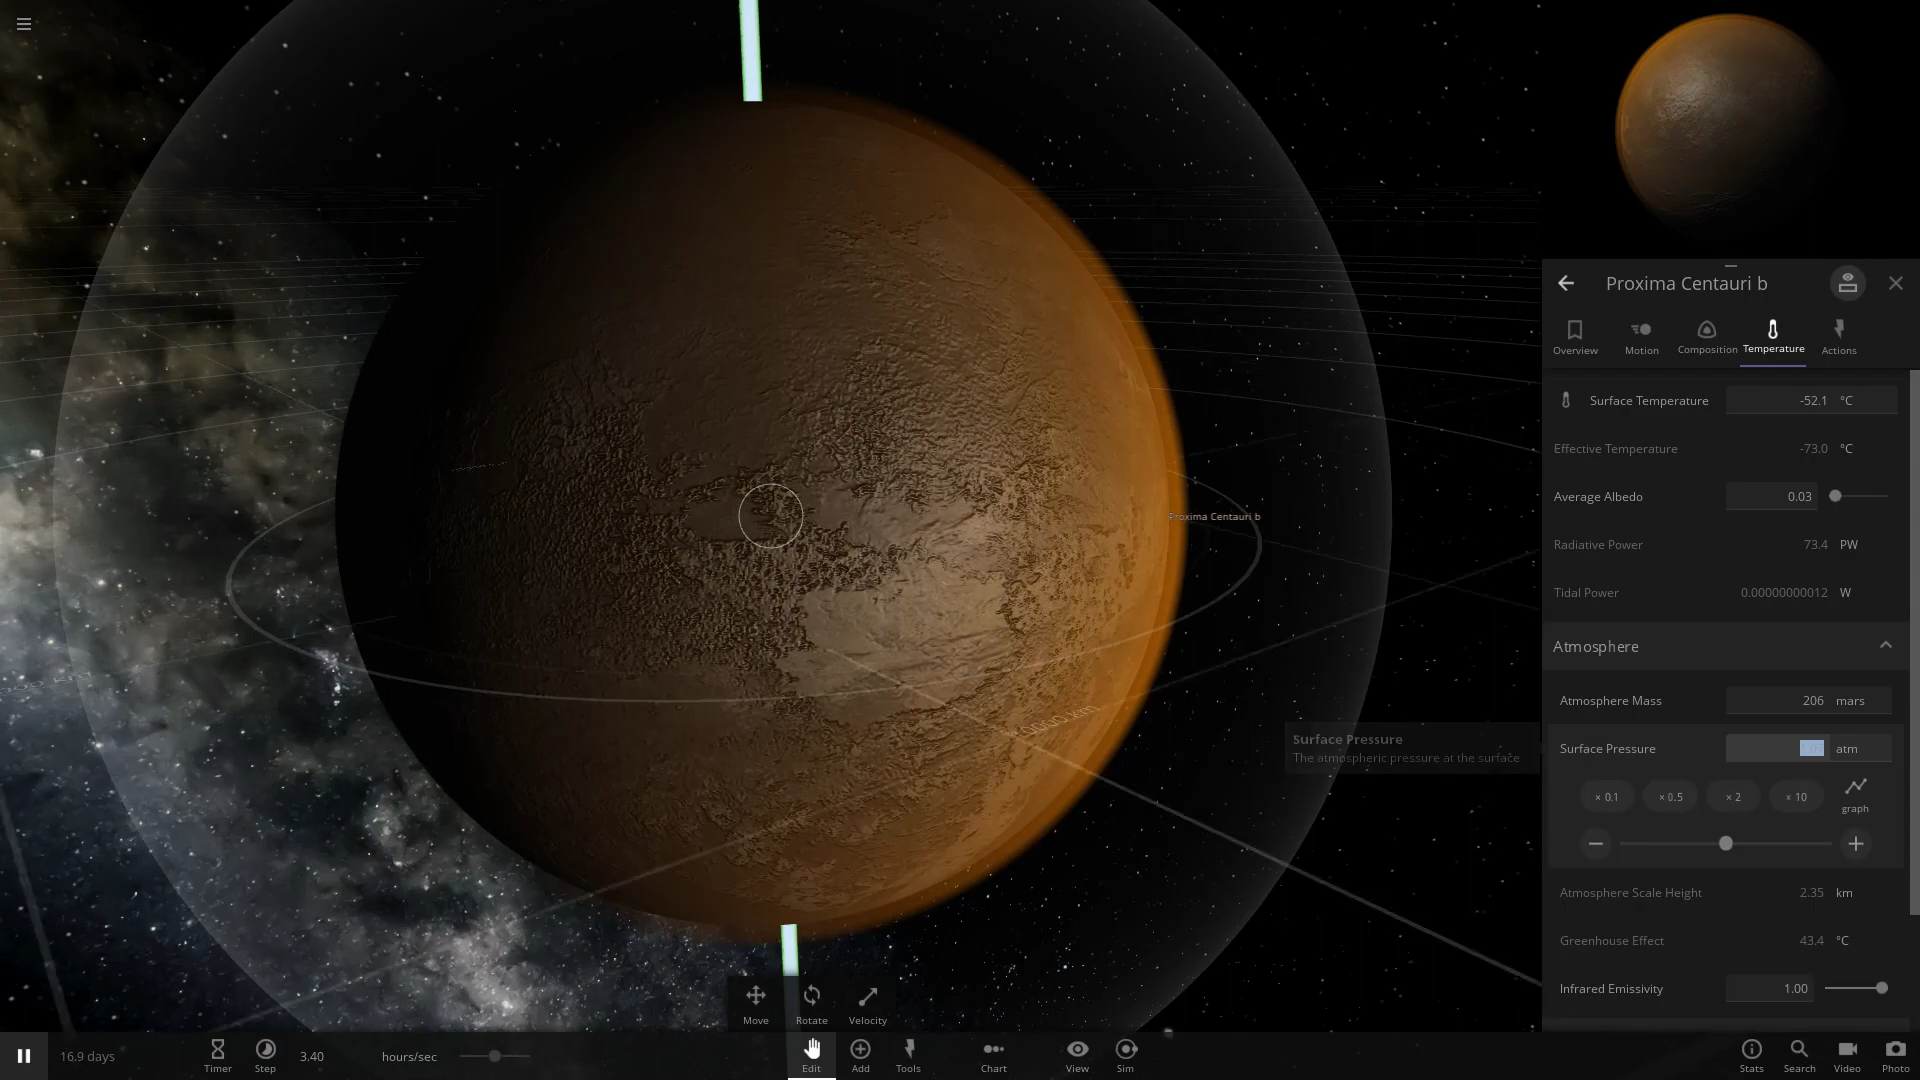 Proxima Centauri b
Overview
Motion
Composition
Temperature
Actions
Surface Temperature -52.1 °C
Effective Temperature -73.0 °C
Average Albedo 0.03
Radiative Power 73.4 PW
Tidal Power 0.00000000012 W
Atmosphere
Atmosphere Mass 206 mars
Surface Pressure atm
× 0.1 × 0.5 × 2 × 10
graph
Atmosphere Scale Height 2.35 km
Greenhouse Effect 43.4 °C
Infrared Emissivity 1.00
Proxima Centauri b
Surface Pressure
The atmospheric pressure at the surface
Move Rotate Velocity
16.9 days
Timer
Step
3.40 hours/sec
Edit
Add
Tools
Chart
View
Sim
Stats
Search
Video
Photo